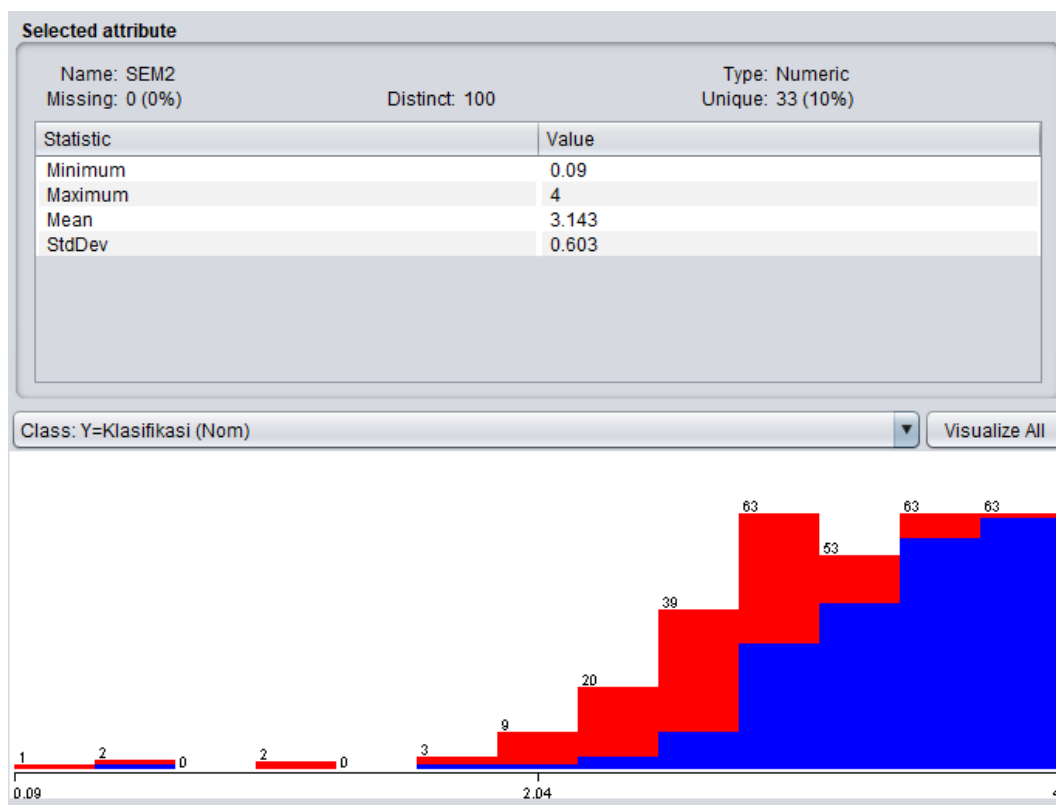 Selected attribute
Name: SEM2 Type: Numeric
Missing: 0 (0%) Distinct: 100 Unique: 33 (10%)
Statistic Value
Minimum 0.09
Maximum 4
Mean 3.143
StdDev 0.603
Class: Y=Klasifikasi (Nom) Visualize All
63 63 63
53
39
20
9
1 2 0 2 0 3
0.09 2.04 4